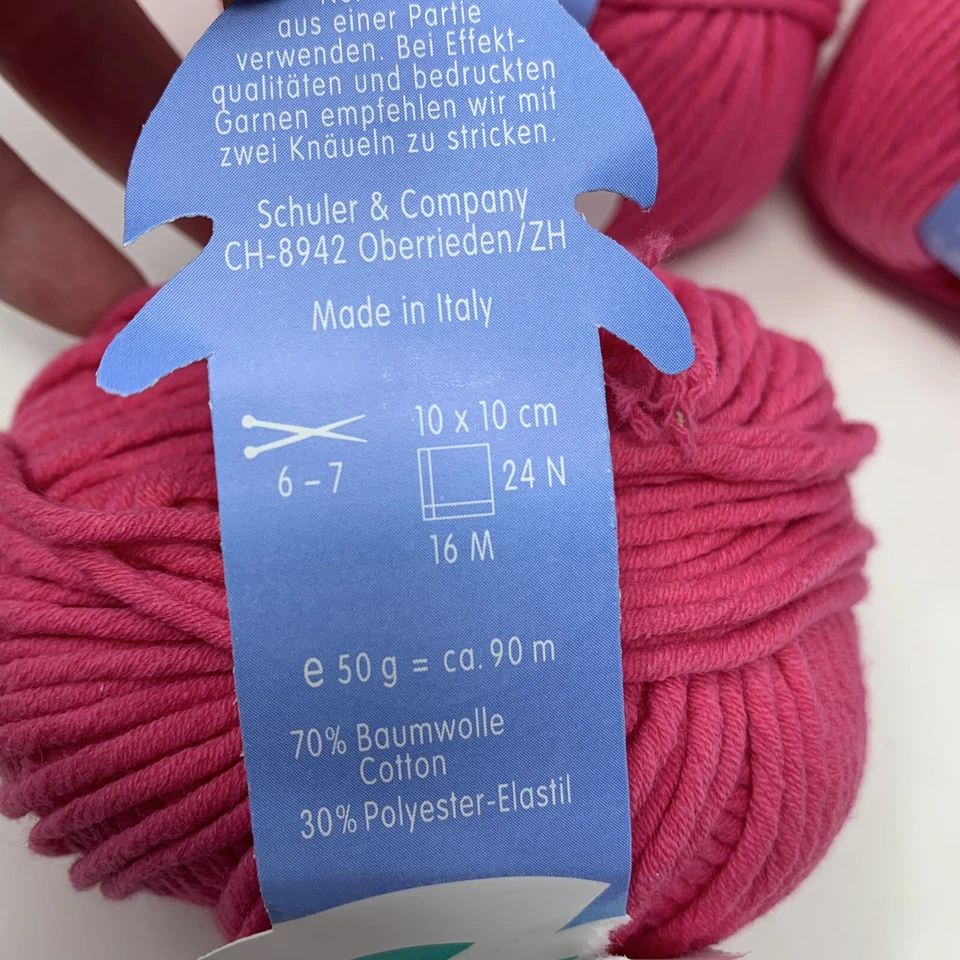 aus einer Partie
verwenden. Bei Effekt-
qualitäten und bedruckten
Garnen empfehlen wir mit
zwei Knäueln zu stricken.
Schuler & Company
CH-8942 Oberrieden/ZH
Made in Italy
10 x 10 cm
6 – 7
24 N
16 M
e 50 g = ca. 90 m
70% Baumwolle
Cotton
30% Polyester-Elastil